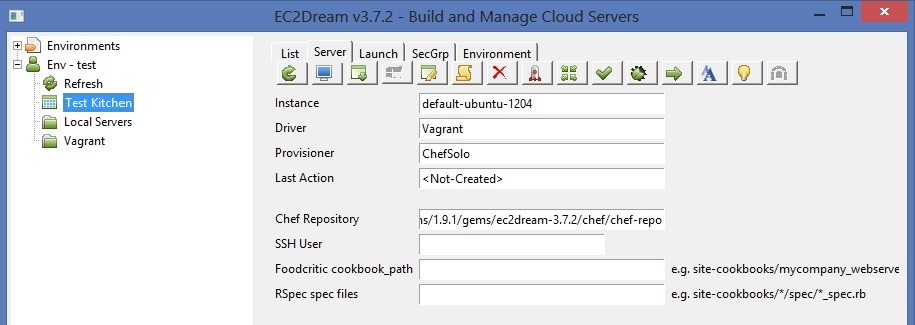 EC2Dream v3.7.2 - Build and Manage Cloud Servers
Environments
Env - test
Refresh
Test Kitchen
Local Servers
Vagrant
List Server Launch SecGrp Environment
Instance default-ubuntu-1204
Driver Vagrant
Provisioner ChefSolo
Last Action <Not-Created>
Chef Repository ns/1.9.1/gems/ec2dream-3.7.2/chef/chef-repo
SSH User
Foodcritic cookbook_path e.g. site-cookbooks/mycompany_webserve
RSpec spec files e.g. site-cookbooks/*/spec/*_spec.rb